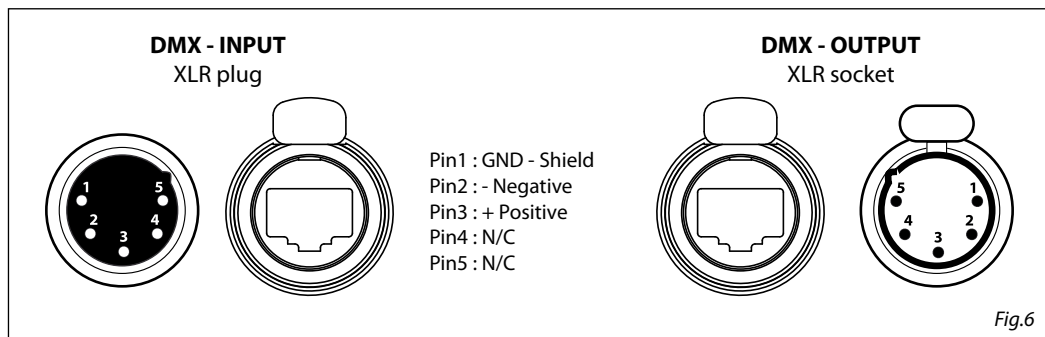 DMX - INPUT
XLR plug
DMX - OUTPUT
XLR socket
1
5
2
4
3
Pin1 : GND - Shield
Pin2 : - Negative
Pin3 : + Positive
Pin4 : N/C
Pin5 : N/C
5
1
4
2
3
Fig.6